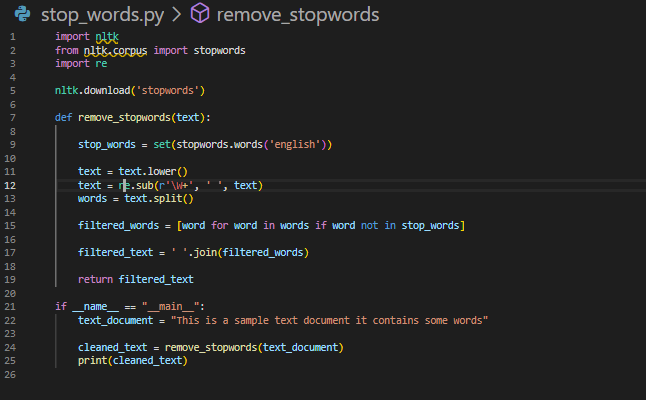 stop_words.py > remove_stopwords
1 import nltk
2 from nltk.corpus import stopwords
3 import re
4
5 nltk.download('stopwords')
6
7 def remove_stopwords(text):
8
9 stop_words = set(stopwords.words('english'))
10
11 text = text.lower()
12 text = re.sub(r'\W+', ' ', text)
13 words = text.split()
14
15 filtered_words = [word for word in words if word not in stop_words]
16
17 filtered_text = ' '.join(filtered_words)
18
19 return filtered_text
20
21 if __name__ == "__main__":
22 text_document = "This is a sample text document it contains some words"
23
24 cleaned_text = remove_stopwords(text_document)
25 print(cleaned_text)
26